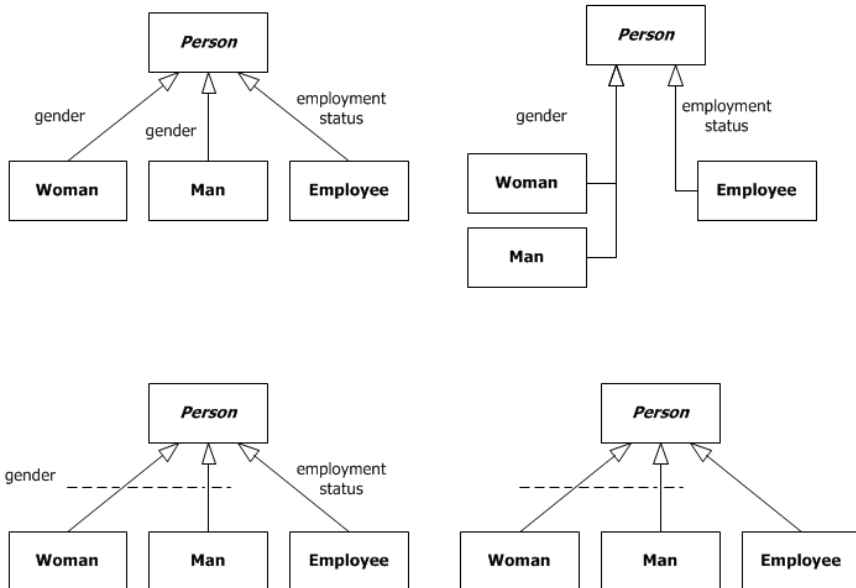 Person
gender
gender
employment
status
Woman
Man
Employee
Person
gender
employment
status
Woman
Employee
Man
Person
gender
employment
status
Woman
Man
Employee
Person
Woman
Man
Employee